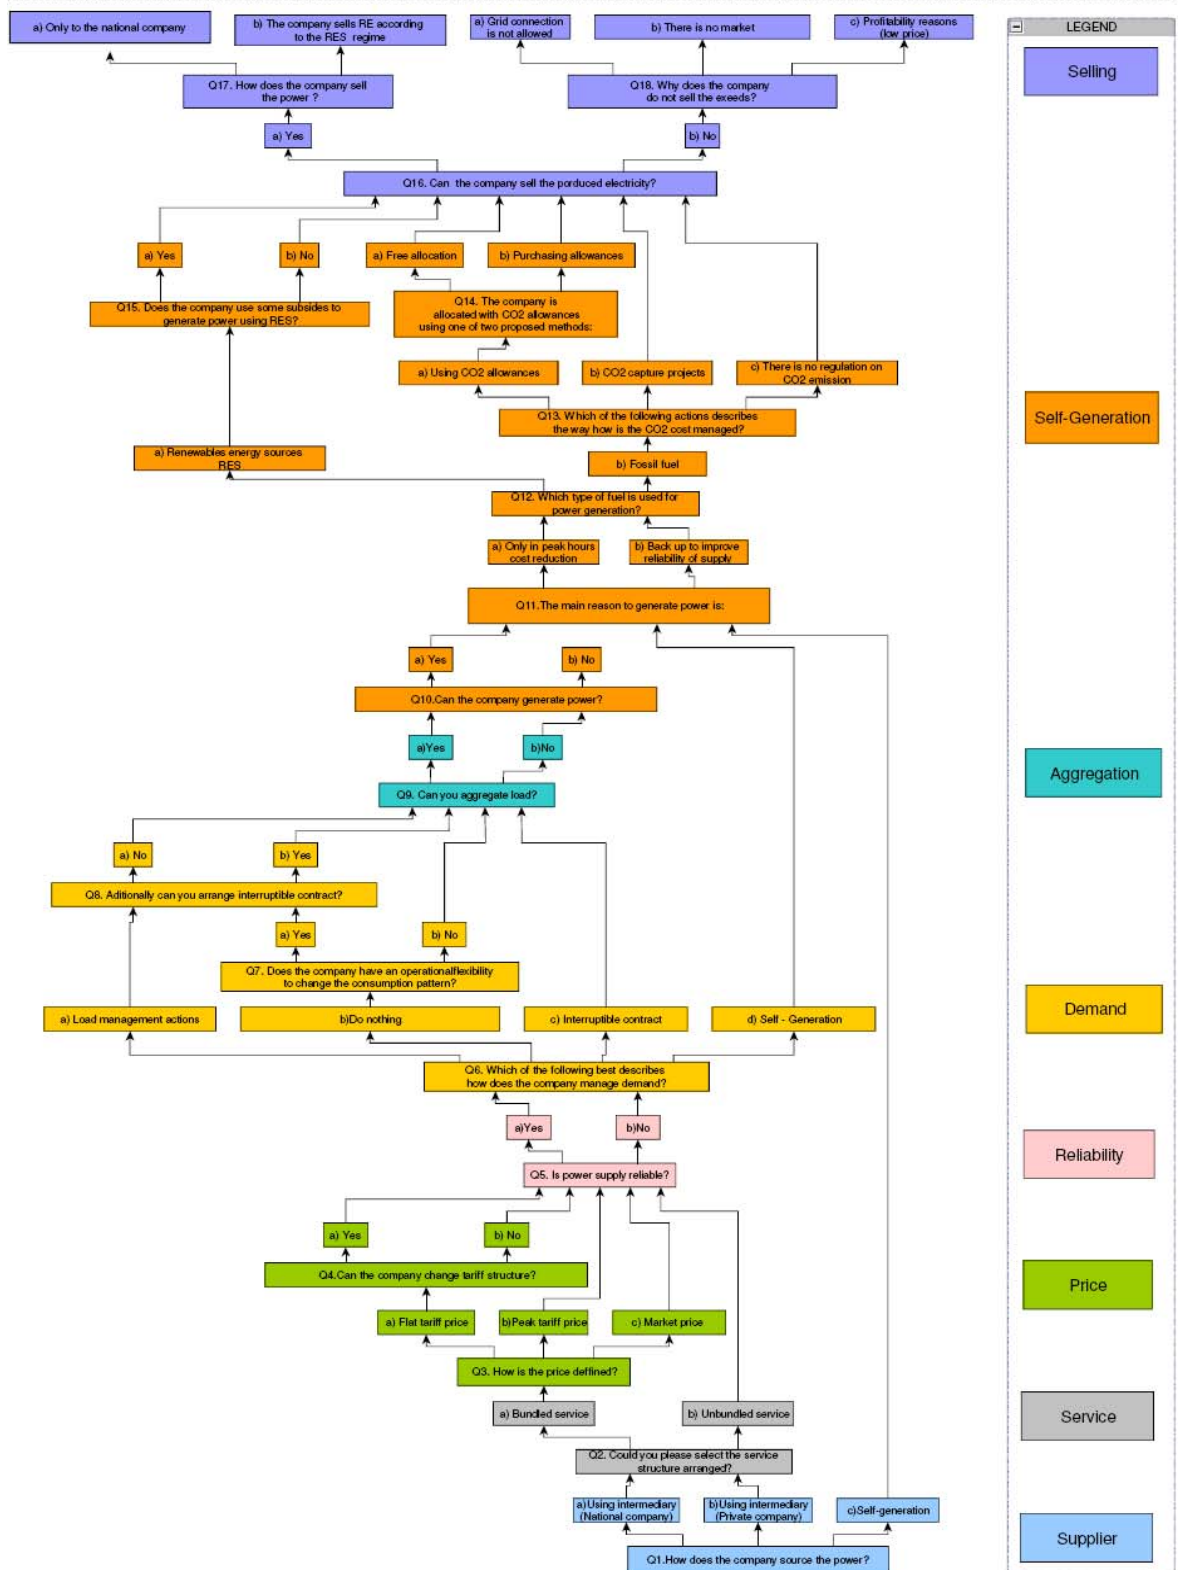 a) Only to the national company
b) The company sells RE according
to the RES regime
a) Grid connection
is not allowed
b) There is no market
c) Profitability reasons
(low price)
LEGEND
Selling
Q17. How does the company sell
the power ?
Q18. Why does the company
do not sell the exeeds?
a) Yes
b) No
Q16. Can the company sell the porduced electricity?
a) Yes
b) No
a) Free allocation
b) Purchasing allowances
Q15. Does the company use some subsides to
generate power using RES?
Q14. The company is
allocated with CO2 allowances
using one of two proposed methods:
a) Using CO2 allowances
b) CO2 capture projects
c) There is no regulation on
CO2 emission
Q13. Which of the following actions describes
the way how is the CO2 cost managed?
Self-Generation
a) Renewables energy sources
RES
b) Fossil fuel
Q12. Which type of fuel is used for
power generation?
a) Only in peak hours
cost reduction
b) Back up to improve
reliability of supply
Q11.The main reason to generate power is:
a) Yes
b) No
Q10.Can the company generate power?
a)Yes
b)No
Aggregation
Q9. Can you aggregate load?
a) No
b) Yes
Q8. Aditionally can you arrange interruptible contract?
a) Yes
b) No
Q7. Does the company have an operationalflexibility
to change the consumption pattern?
a) Load management actions
b)Do nothing
c) Interruptible contract
d) Self - Generation
Demand
Q6. Which of the following best describes
how does the company manage demand?
a)Yes
b)No
Reliability
Q5. Is power supply reliable?
a) Yes
b) No
Q4.Can the company change tariff structure?
Price
a) Flat tariff price
b)Peak tariff price
c) Market price
Q3. How is the price deffined?
a) Bundled service
b) Unbundled service
Service
Q2. Could you please select the service
structure arranged?
a)Using intermediary
(National company)
b)Using intermediary
(Private company)
c)Self-generation
Supplier
Q1.How does the company source the power?